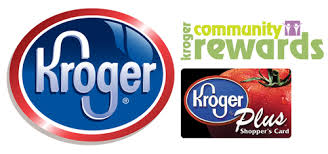 Kroger®
kroger
community
rewards
Kroger
Plus
Shopper's Card